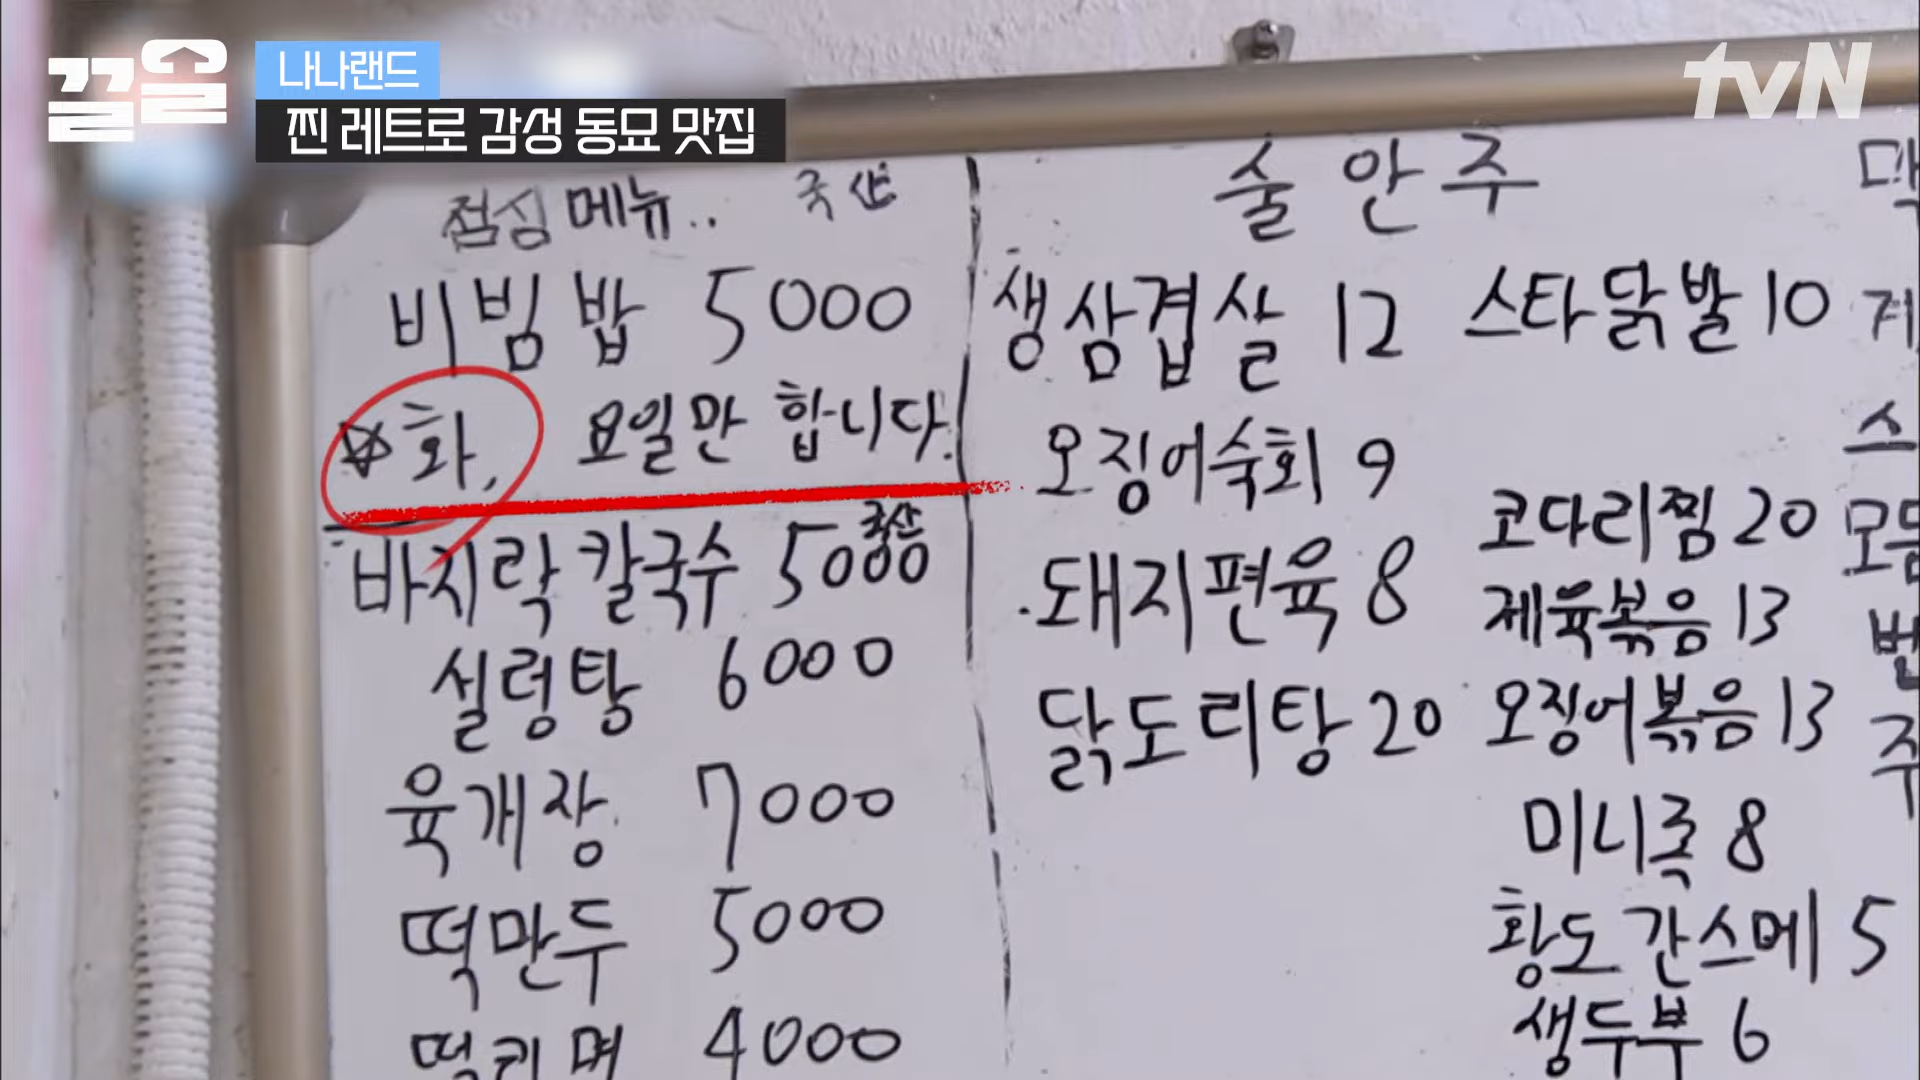 끌올
나나랜드
찐 레트로 감성 동묘 맛집
tvN
점심 메뉴.. 국산
비빔밥 5000
☆화, 요일만 합니다.
바지락 칼국수 5000 국산
설렁탕 6000
육개장 7000
떡만두 5000
4000
술안주
생삼겹살 12
오징어숙회 9
돼지편육 8
닭도리탕 20
스타닭발 10
코다리찜 20
제육볶음 13
오징어볶음 13
미니족 8
황도 간스메 5
생두부 6